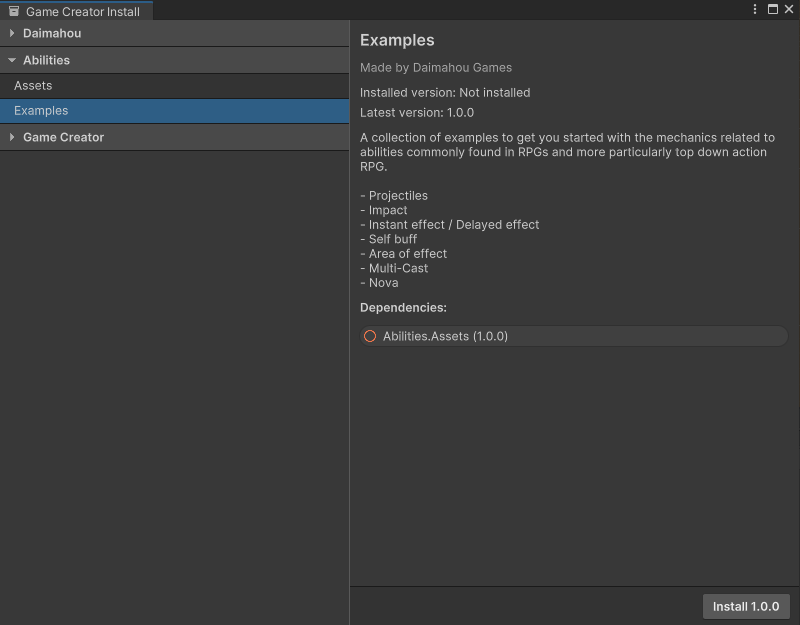 Game Creator Install
Daimahou
Abilities
Assets
Examples
Game Creator
Examples
Made by Daimahou Games
Installed version: Not installed
Latest version: 1.0.0
A collection of examples to get you started with the mechanics related to
abilities commonly found in RPGs and more particularly top down action
RPG.
- Projectiles
- Impact
- Instant effect / Delayed effect
- Self buff
- Area of effect
- Multi-Cast
- Nova
Dependencies:
Abilities.Assets (1.0.0)
Install 1.0.0